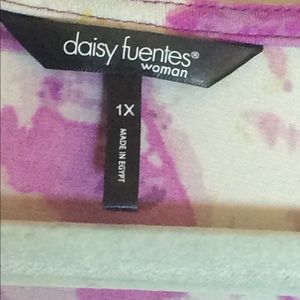 daisy fuentes®
woman
1X
MADE IN EGYPT